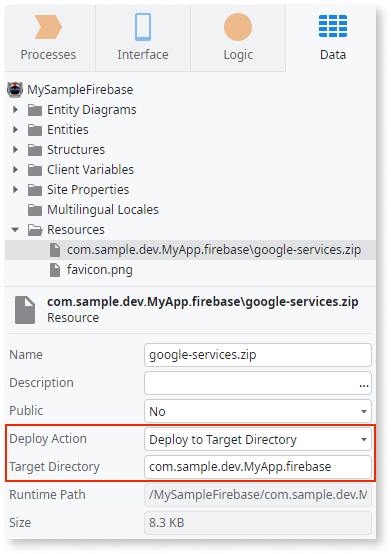 Processes Interface Logic Data
MySampleFirebase
Entity Diagrams
Entities
Structures
Client Variables
Site Properties
Multilingual Locales
Resources
com.sample.dev.MyApp.firebase\google-services.zip
favicon.png
com.sample.dev.MyApp.firebase\google-services.zip
Resource
Name google-services.zip
Description ...
Public No
Deploy Action Deploy to Target Directory
Target Directory com.sample.dev.MyApp.firebase
Runtime Path /MySampleFirebase/com.sample.dev.M
Size 8.3 KB